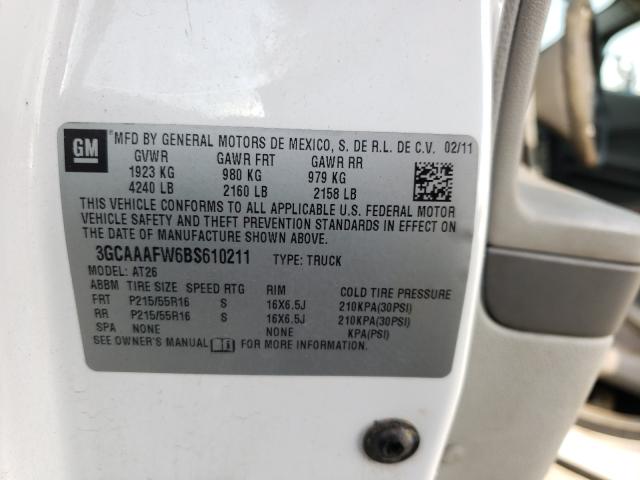 GM
MFD BY GENERAL MOTORS DE MEXICO, S. DE R.L. DE C.V. 02/11
GVWR GAWR FRT GAWR RR
1923 KG 980 KG 979 KG
4240 LB 2160 LB 2158 LB
THIS VEHICLE CONFORMS TO ALL APPLICABLE U.S. FEDERAL MOTOR
VEHICLE SAFETY AND THEFT PREVENTION STANDARDS IN EFFECT ON
THE DATE OF MANUFACTURE SHOWN ABOVE.
3GCAAAFW6BS610211 TYPE: TRUCK
MODEL: AT26
ABBM TIRE SIZE SPEED RTG RIM COLD TIRE PRESSURE
FRT P215/55R16 S 16X6.5J 210KPA(30PSI)
RR P215/55R16 S 16X6.5J 210KPA(30PSI)
SPA NONE NONE KPA(PSI)
SEE OWNER'S MANUAL FOR MORE INFORMATION.